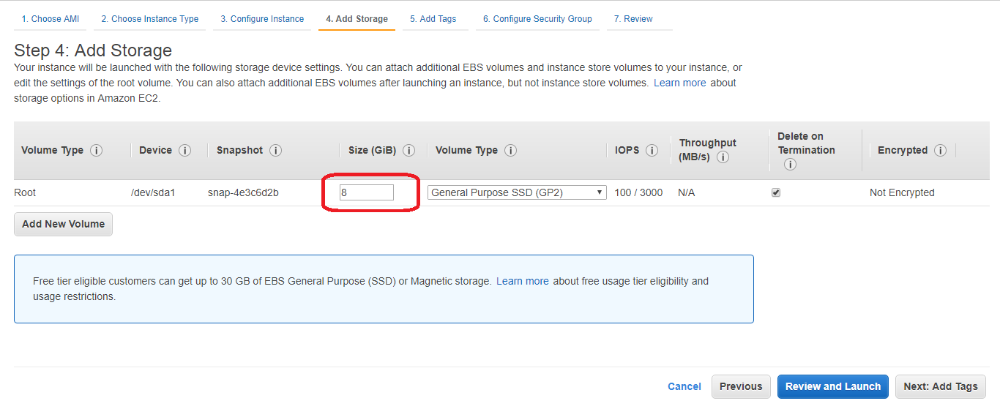 1. Choose AMI 2. Choose Instance Type 3. Configure Instance 4. Add Storage 5. Add Tags 6. Configure Security Group 7. Review
Step 4: Add Storage
Your instance will be launched with the following storage device settings. You can attach additional EBS volumes and instance store volumes to your instance, or
edit the settings of the root volume. You can also attach additional EBS volumes after launching an instance, but not instance store volumes. Learn more about
storage options in Amazon EC2.
Volume Type i Device i Snapshot i Size (GiB) i Volume Type i IOPS i Throughput (MB/s) i Delete on Termination i Encrypted i
Root /dev/sda1 snap-4e3c6d2b 8 General Purpose SSD (GP2) 100 / 3000 N/A Not Encrypted
Add New Volume
Free tier eligible customers can get up to 30 GB of EBS General Purpose (SSD) or Magnetic storage. Learn more about free usage tier eligibility and
usage restrictions.
Cancel Previous Review and Launch Next: Add Tags